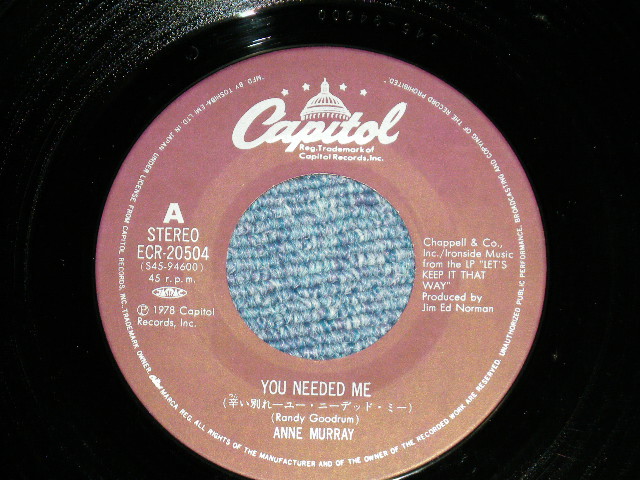 S45-94600
Capitol
Reg. Trademark of
Capitol Records, Inc.
A
STEREO
ECR-20504
(S45-94600)
45 r.p.m.
JASRAC
Ⓟ 1978 Capitol
Records, Inc.
Chappell & Co.,
Inc./Ironside Music
from the LP "LET'S
KEEP IT THAT
WAY"
Produced by
Jim Ed Norman
YOU NEEDED ME
(辛い別れーユー・ニーデッド・ミー)
(Randy Goodrum)
ANNE MURRAY
MFD. BY TOSHIBA-EMI LTD. IN JAPAN UNDER LICENSE FROM CAPITOL RECORDS, INC., TRADEMARK OWNER. Capitol MARCA REG. ALL RIGHTS OF THE MANUFACTURER AND OF THE OWNER OF THE RECORDED WORK ARE RESERVED. UNAUTHORIZED PUBLIC PERFORMANCE, BROADCASTING AND COPYING OF THE RECORD PROHIBITED.